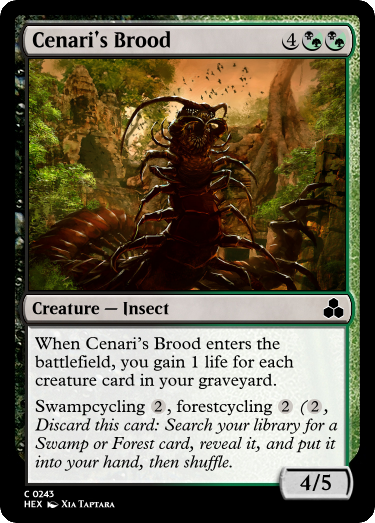 Cenari's Brood 4
Creature — Insect
When Cenari's Brood enters the
battlefield, you gain 1 life for each
creature card in your graveyard.
Swampcycling 2, forestcycling 2 (2,
Discard this card: Search your library for a
Swamp or Forest card, reveal it, and put it
into your hand, then shuffle.
4/5
C 0243
HEX Xia Taptara